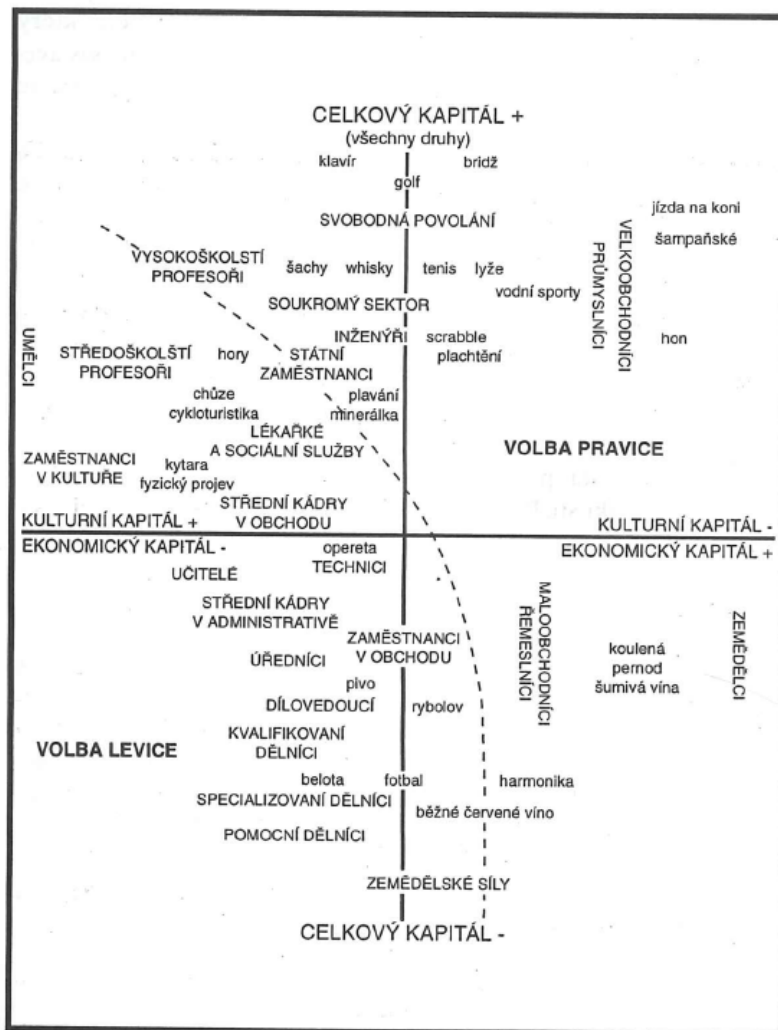 CELKOVÝ KAPITÁL +
(všechny druhy)
klavír
bridž
golf
jízda na koni
SVOBODNÁ POVOLÁNÍ
šampaňské
VELKOOBCHODNÍCI
PRŮMYSLNÍCI
VYSOKOŠKOLSTÍ
PROFESOŘI
šachy
whisky
tenis
lyže
vodní sporty
SOUKROMÝ SEKTOR
UMĚLCI
INŽENÝŘI
scrabble
plachtění
hon
STŘEDOŠKOLŠTÍ
PROFESOŘI
hory
STÁTNÍ
ZAMĚSTNANCI
chůze
cykloturistika
plavání
minerálka
LÉKAŘKÉ
A SOCIÁLNÍ SLUŽBY
VOLBA PRAVICE
ZAMĚSTNANCI
V KULTUŘE
kytara
fyzický projev
STŘEDNÍ KÁDRY
V OBCHODU
KULTURNÍ KAPITÁL +
KULTURNÍ KAPITÁL -
EKONOMICKÝ KAPITÁL -
EKONOMICKÝ KAPITÁL +
opereta
TECHNICI
UČITELÉ
STŘEDNÍ KÁDRY
V ADMINISTRATIVĚ
MALOOBCHODNÍCI
ŘEMESLNÍCI
ZEMĚDĚLCI
ZAMĚSTNANCI
V OBCHODU
koulená
pernod
šumivá vína
ÚŘEDNÍCI
pivo
DÍLOVEDOUCÍ
rybolov
KVALIFIKOVANÍ
DĚLNÍCI
VOLBA LEVICE
belota
fotbal
harmonika
SPECIALIZOVANÍ DĚLNÍCI
běžné červené víno
POMOCNÍ DĚLNÍCI
ZEMĚDĚLSKÉ SÍLY
CELKOVÝ KAPITÁL -